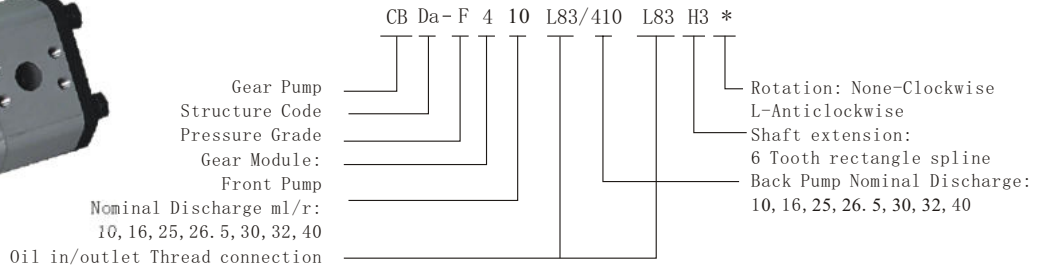 CB Da-F 4 10 L83/410 L83 H3 *
Gear Pump
Structure Code
Pressure Grade
Gear Module:
Front Pump
Nominal Discharge ml/r:
10,16,25,26.5,30,32,40
Oil in/outlet Thread connection
Rotation: None-Clockwise
L-Anticlockwise
Shaft extension:
6 Tooth rectangle spline
Back Pump Nominal Discharge:
10,16,25,26.5,30,32,40